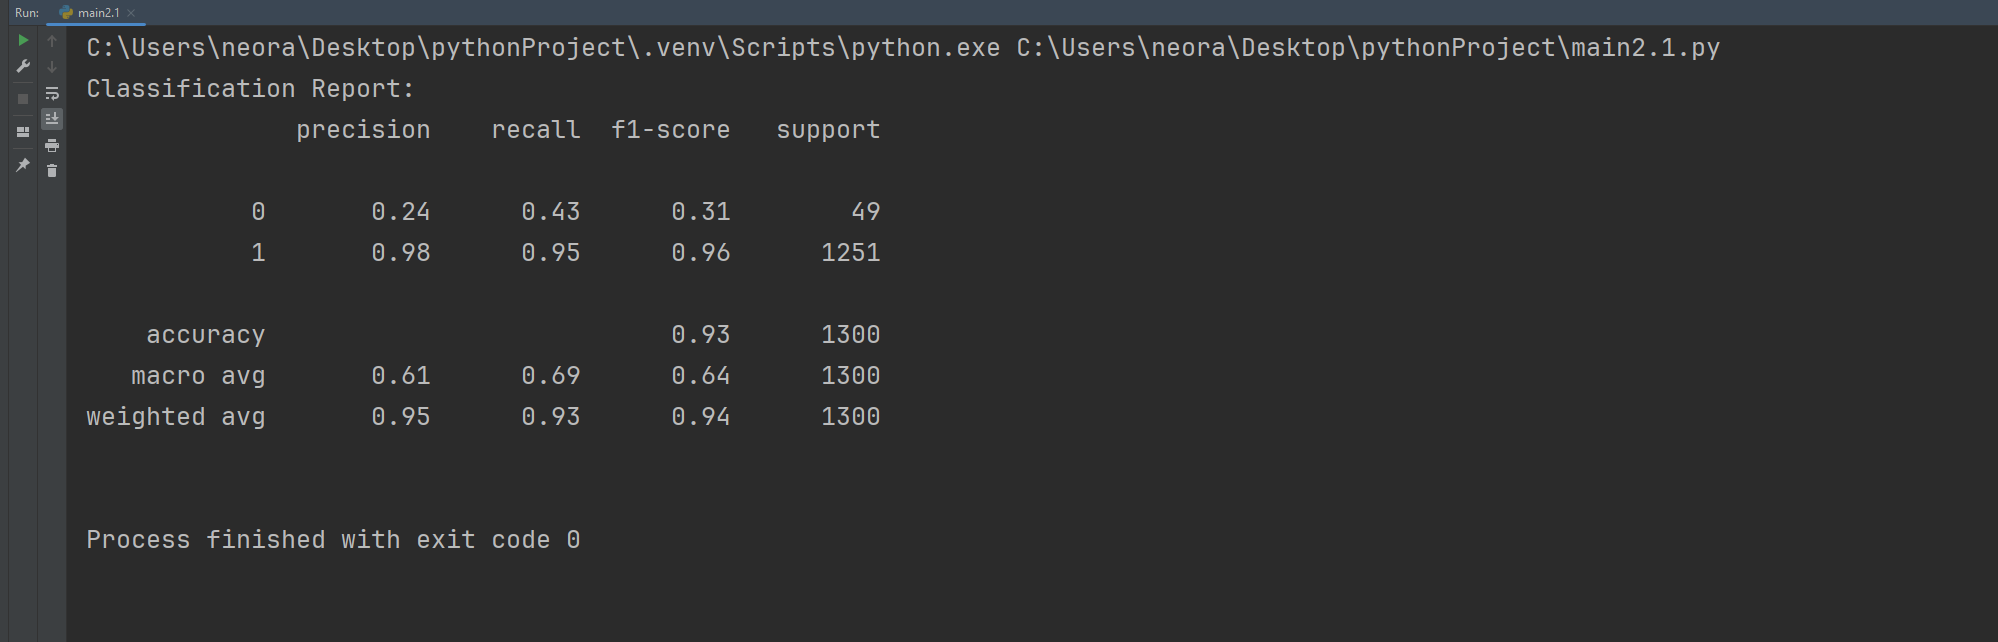 Run: main2.1
C:\Users\neora\Desktop\pythonProject\.venv\Scripts\python.exe C:\Users\neora\Desktop\pythonProject\main2.1.py
Classification Report:
              precision    recall  f1-score   support

           0       0.24      0.43      0.31        49
           1       0.98      0.95      0.96      1251

    accuracy                           0.93      1300
   macro avg       0.61      0.69      0.64      1300
weighted avg       0.95      0.93      0.94      1300

Process finished with exit code 0